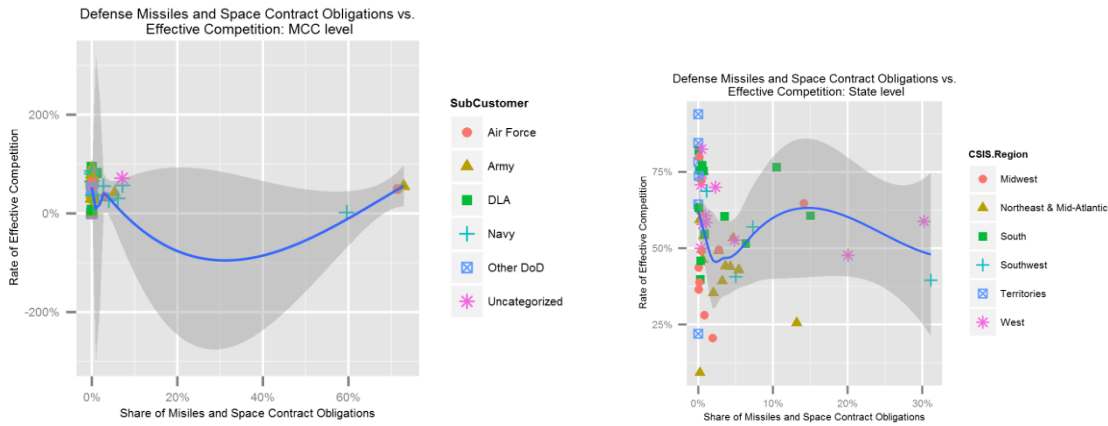 Defense Missiles and Space Contract Obligations vs.
Effective Competition: MCC level
Rate of Effective Competition
200%
0%
-200%
0%
20%
40%
60%
Share of Misiles and Space Contract Obligations
SubCustomer
Air Force
Army
DLA
Navy
Other DoD
Uncategorized
Defense Missiles and Space Contract Obligations vs.
Effective Competition: State level
Rate of Effective Competition
75%
50%
25%
0%
10%
20%
30%
Share of Missiles and Space Contract Obligations
CSIS.Region
Midwest
Northeast & Mid-Atlantic
South
Southwest
Territories
West